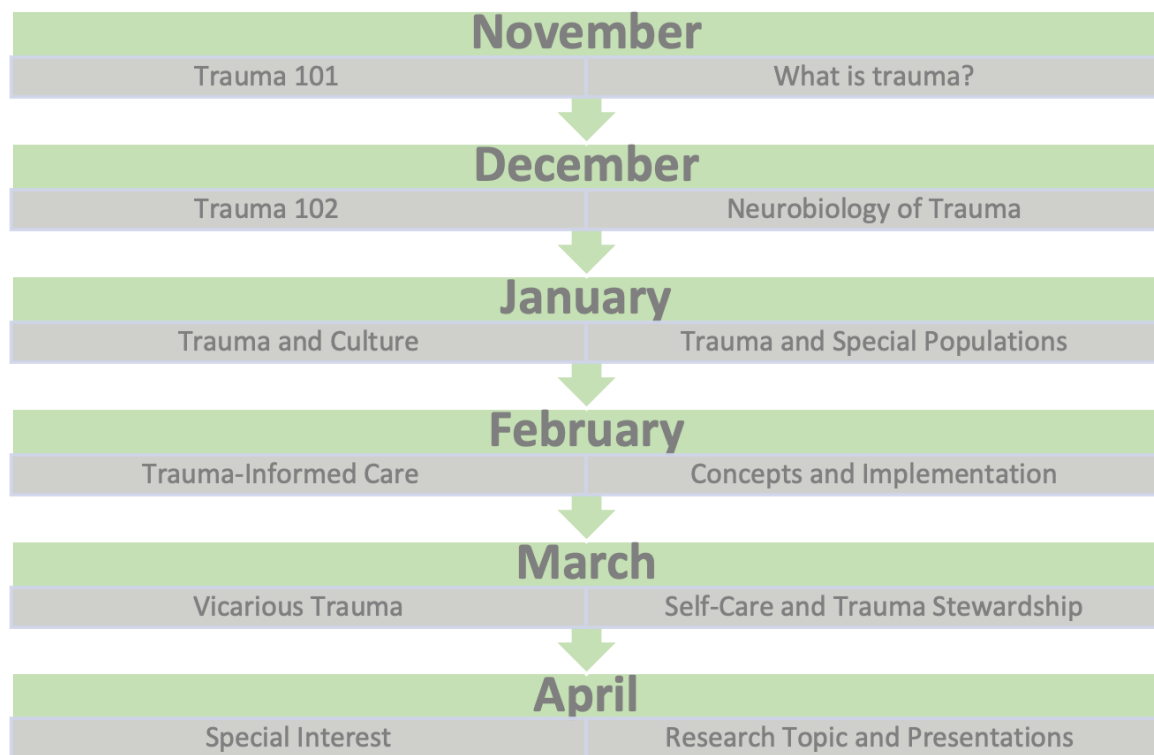 November
Trauma 101 What is trauma?
December
Trauma 102 Neurobiology of Trauma
January
Trauma and Culture Trauma and Special Populations
February
Trauma-Informed Care Concepts and Implementation
March
Vicarious Trauma Self-Care and Trauma Stewardship
April
Special Interest Research Topic and Presentations